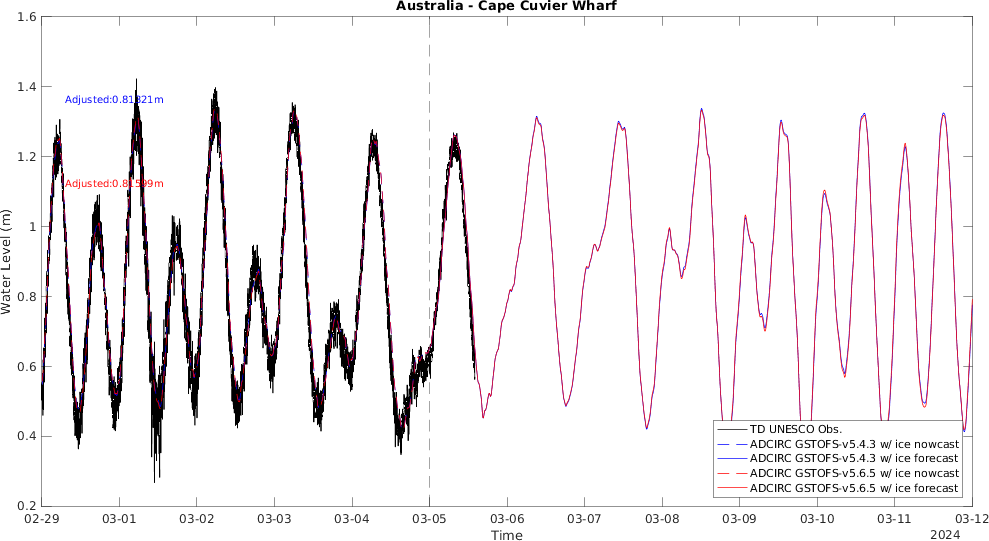 Australia - Cape Cuvier Wharf
1.6
1.4
1.2
1
0.8
0.6
0.4
0.2
Water Level (m)
Adjusted:0.81821m
Adjusted:0.81599m
TD UNESCO Obs.
ADCIRC GSTOFS-v5.4.3 w/ ice nowcast
ADCIRC GSTOFS-v5.4.3 w/ ice forecast
ADCIRC GSTOFS-v5.6.5 w/ ice nowcast
ADCIRC GSTOFS-v5.6.5 w/ ice forecast
02-29 03-01 03-02 03-03 03-04 03-05 03-06 03-07 03-08 03-09 03-10 03-11 03-12
Time
2024